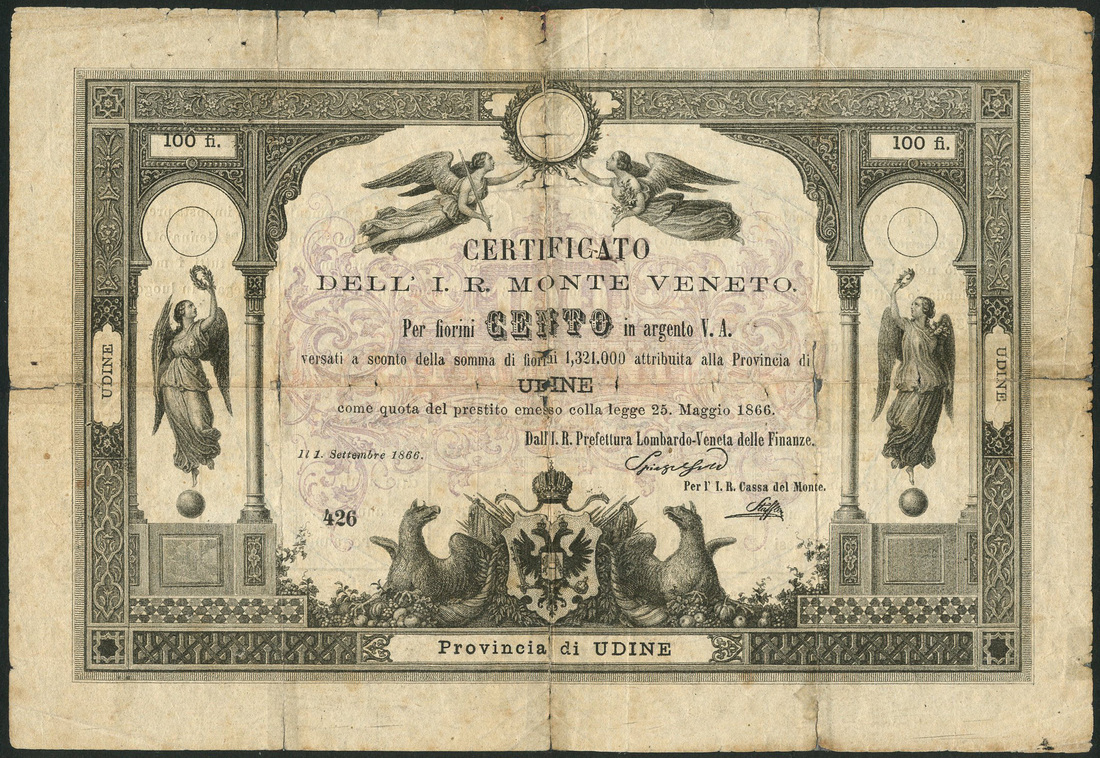 100 fi.
100 fi.
CERTIFICATO
DELL' I. R. MONTE VENETO.
Per fiorini CENTO in argento V. A.
versati a sconto della somma di fiorini 1,321.000 attribuita alla Provincia di
UDINE
come quota del prestito emesso colla legge 25. Maggio 1866.
Dall' I. R. Prefettura Lombardo-Veneta delle Finanze.
Il 1. Settembre 1866.
Per l' I. R. Cassa del Monte.
426
UDINE
UDINE
Provincia di UDINE